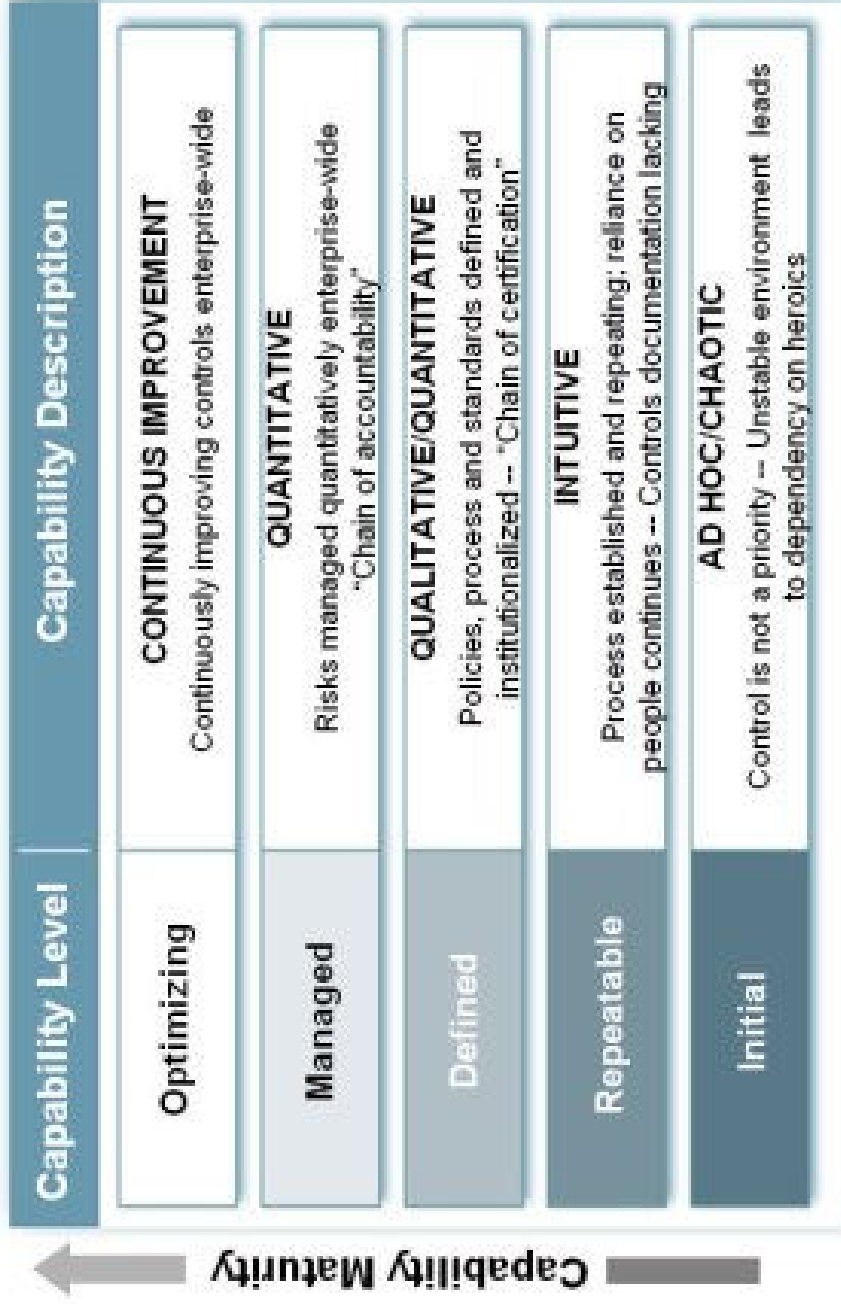 Capability Level
Capability Description
Optimizing
CONTINUOUS IMPROVEMENT
Continuously improving controls enterprise-wide
Managed
QUANTITATIVE
Risks managed quantitatively enterprise-wide
"Chain of accountability"
Defined
QUALITATIVE/QUANTITATIVE
Policies, process and standards defined and
institutionalized -- "Chain of certification"
Repeatable
INTUITIVE
Process established and repeating; reliance on
people continues -- Controls documentation lacking
Initial
AD HOC/CHAOTIC
Control is not a priority -- Unstable environment leads
to dependency on heroics
Capability Maturity